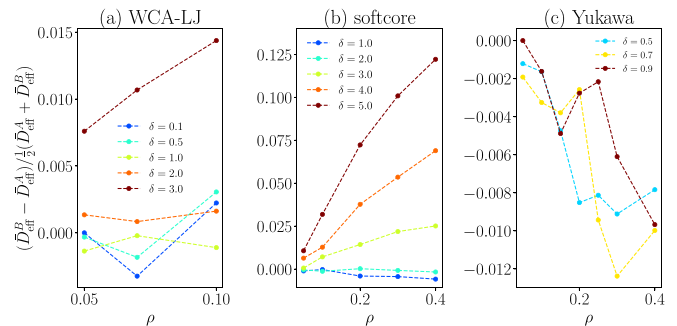 (a) WCA-LJ
(b) softcore
(c) Yukawa
(D̄ᴮ_eff − D̄ᴬ_eff)/½(D̄ᴬ_eff + D̄ᴮ_eff)
0.015
0.010
0.005
0.000
δ = 0.1
δ = 0.5
δ = 1.0
δ = 2.0
δ = 3.0
0.05
0.10
ρ
0.125
0.100
0.075
0.050
0.025
0.000
δ = 1.0
δ = 2.0
δ = 3.0
δ = 4.0
δ = 5.0
0.2
0.4
ρ
0.000
−0.002
−0.004
−0.006
−0.008
−0.010
−0.012
δ = 0.5
δ = 0.7
δ = 0.9
0.2
0.4
ρ